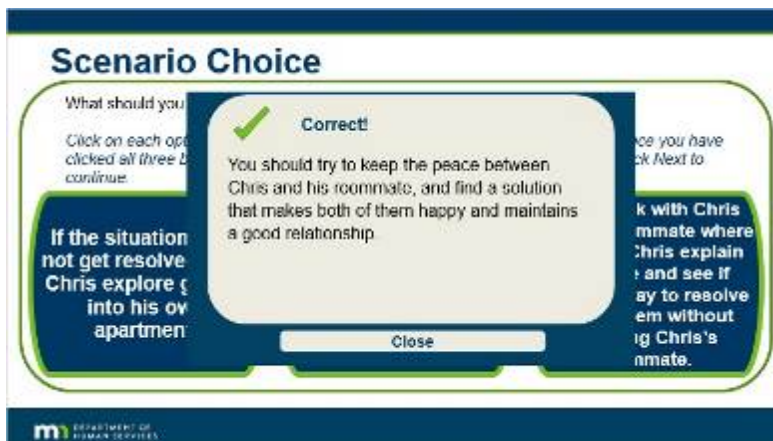 Scenario Choice
What should you
Click on each opt
clicked all three b
continue.
ce you have
ck Next to
Correct!
You should try to keep the peace between
Chris and his roommate, and find a solution
that makes both of them happy and maintains
a good relationship.
Close
If the situation
not get resolve
Chris explore g
into his ow
apartmen
k with Chris
mmate where
Chris explain
e and see if
ay to resolve
em without
g Chris's
mmate.
DEPARTMENT OF
HUMAN SERVICES